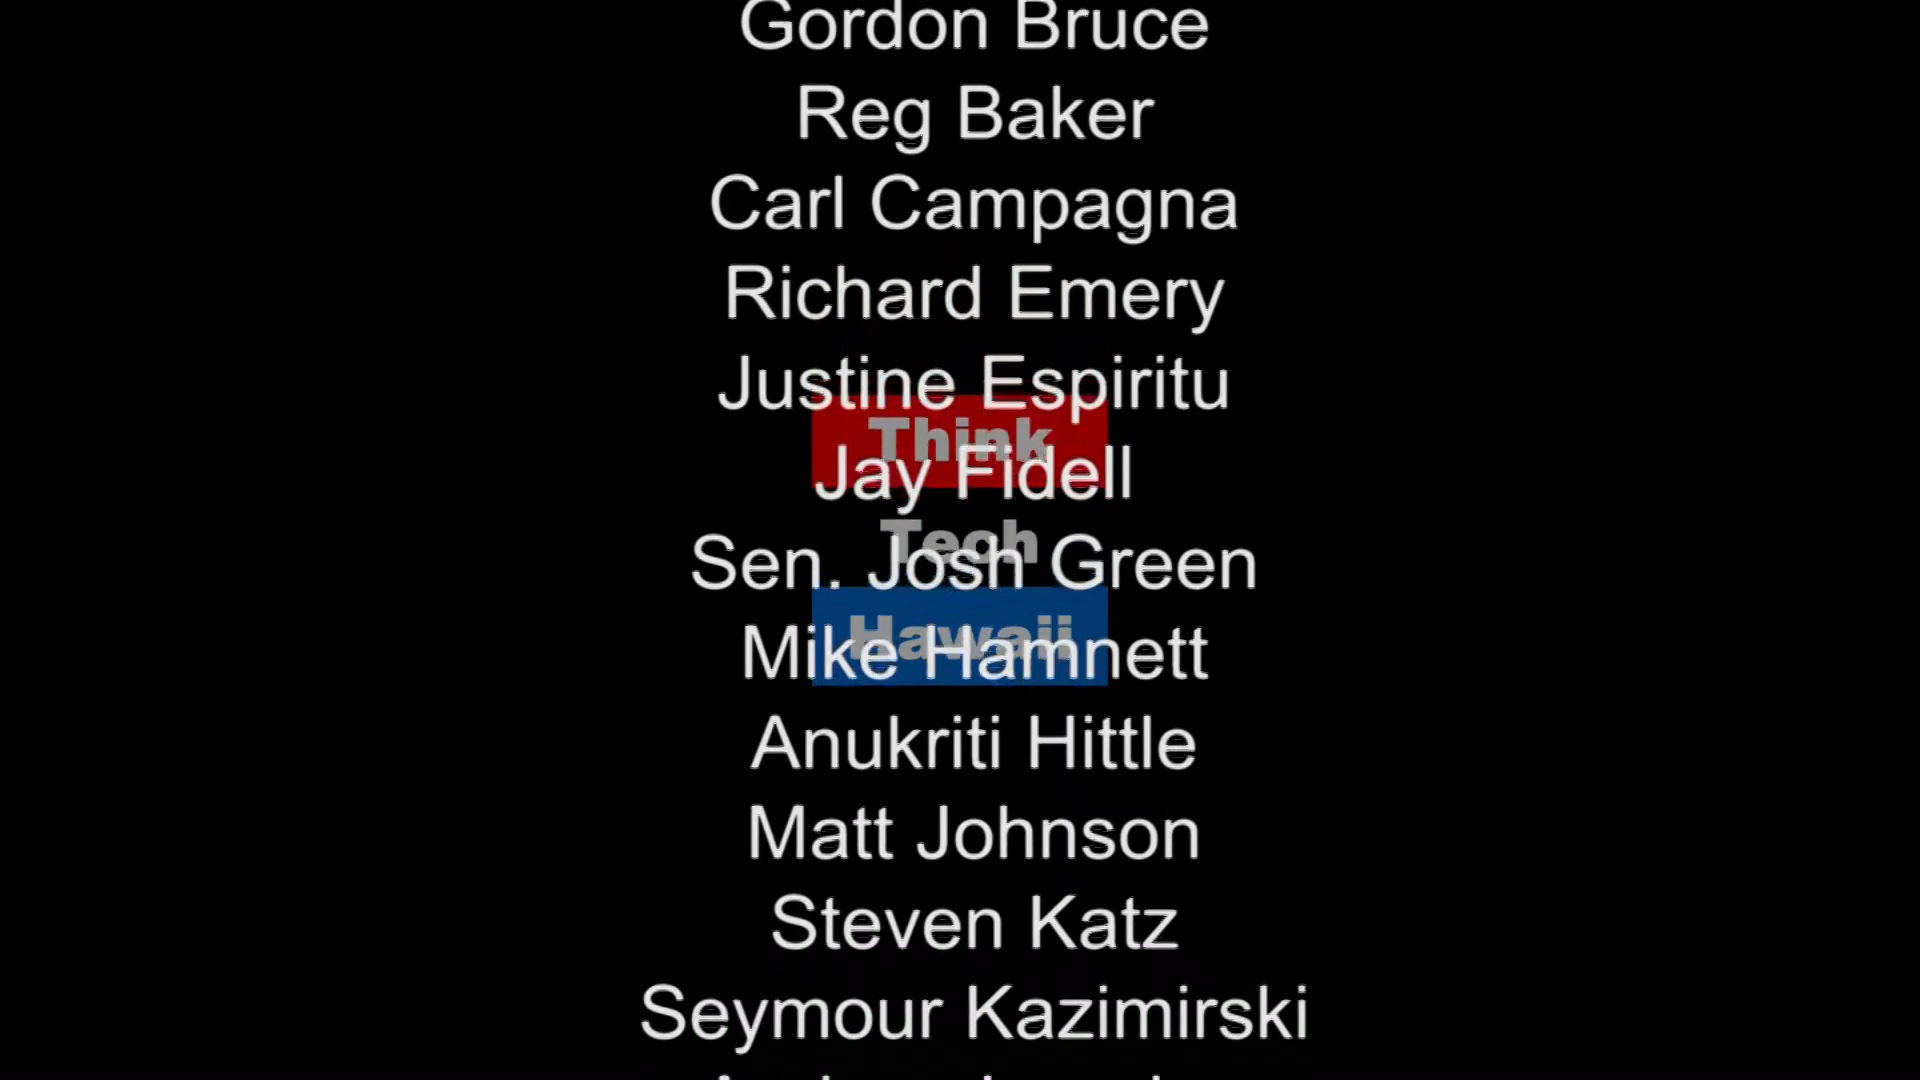 Gordon Bruce
Reg Baker
Carl Campagna
Richard Emery
Justine Espiritu
Think
Jay Fidell
Tech
Sen. Josh Green
Hawaii
Mike Hamnett
Anukriti Hittle
Matt Johnson
Steven Katz
Seymour Kazimirski